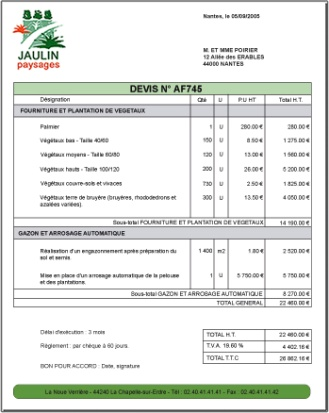 Nantes, le 05/09/2005
JAULIN
paysages
M. ET MME POIRIER
12 Allée des ERABLES
44000 NANTES
DEVIS N° AF745
Désignation Qté U P.U HT Total H.T.
FOURNITURE ET PLANTATION DE VEGETAUX
Palmier 1 U 280.00 € 280.00 €
Végétaux bas - Taille 40/60 150 U 8.50 € 1 275.00 €
Végétaux moyens - Taille 60/80 120 U 13.00 € 1 560.00 €
Végétaux hauts - Taille 100/120 200 U 26.00 € 5 200.00 €
Végétaux couvre-sols et vivaces 730 U 2.50 € 1 825.00 €
Végétaux terre de bruyère (bruyères, rhododedrons et 300 U 13.50 € 4 050.00 €
azalées variées).
Sous-total FOURNITURE ET PLANTATION DE VEGETAUX 14 190.00 €
GAZON ET ARROSAGE AUTOMATIQUE
Réalisation d'un engazonnement après préparation du 1 400 m2 1.80 € 2 520.00 €
sol et semis.
Mise en place d'un arrosage automatique de la pelouse 1 U 5 750.00 € 5 750.00 €
et des plantations.
Sous-total GAZON ET ARROSAGE AUTOMATIQUE 8 270.00 €
TOTAL GENERAL 22 460.00 €
Délai d'exécution : 3 mois
Règlement : par chèque à 60 jours.
BON POUR ACCORD : Date, signature
TOTAL H.T. 22 460.00 €
T.V.A. 19.60 % 4 402.16 €
TOTAL T.T.C 26 862.16 €
La Noue Verrière - 44240 La Chapelle-sur-Erdre - Tél : 02.40.41.41.41 - Fax : 02.40.41.41.42